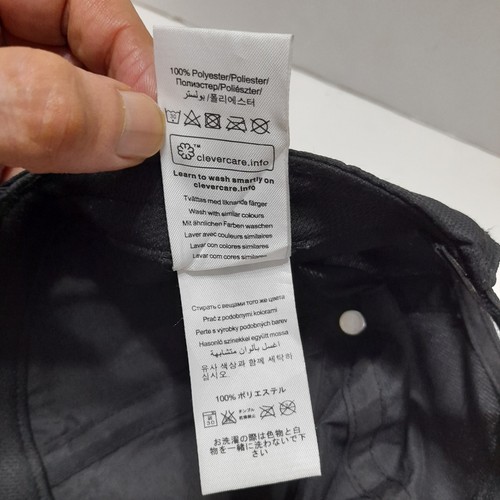 100% Polyester/Poliester/
Полиэстер/Poliészter/
بوليستر/폴리에스터
clevercare.info
Learn to wash smartly on
clevercare.info
Tvättas med liknande färger
Wash with similar colours
Mit ähnlichen Farben waschen
Laver avec couleurs similaires
Lavar con colores similares
Lavar com cores similares
Стирать с вещами того же цвета
Prać z podobnymi kolorami
Perte s výrobky podobných barev
Hasonló színekkel együtt mossa
اغسل بألوان متشابهة
유사 색상과 함께 세탁하
십시오.
100% ポリエステル
お洗濯の際は色物と白
物を一緒に洗わないで下
さい